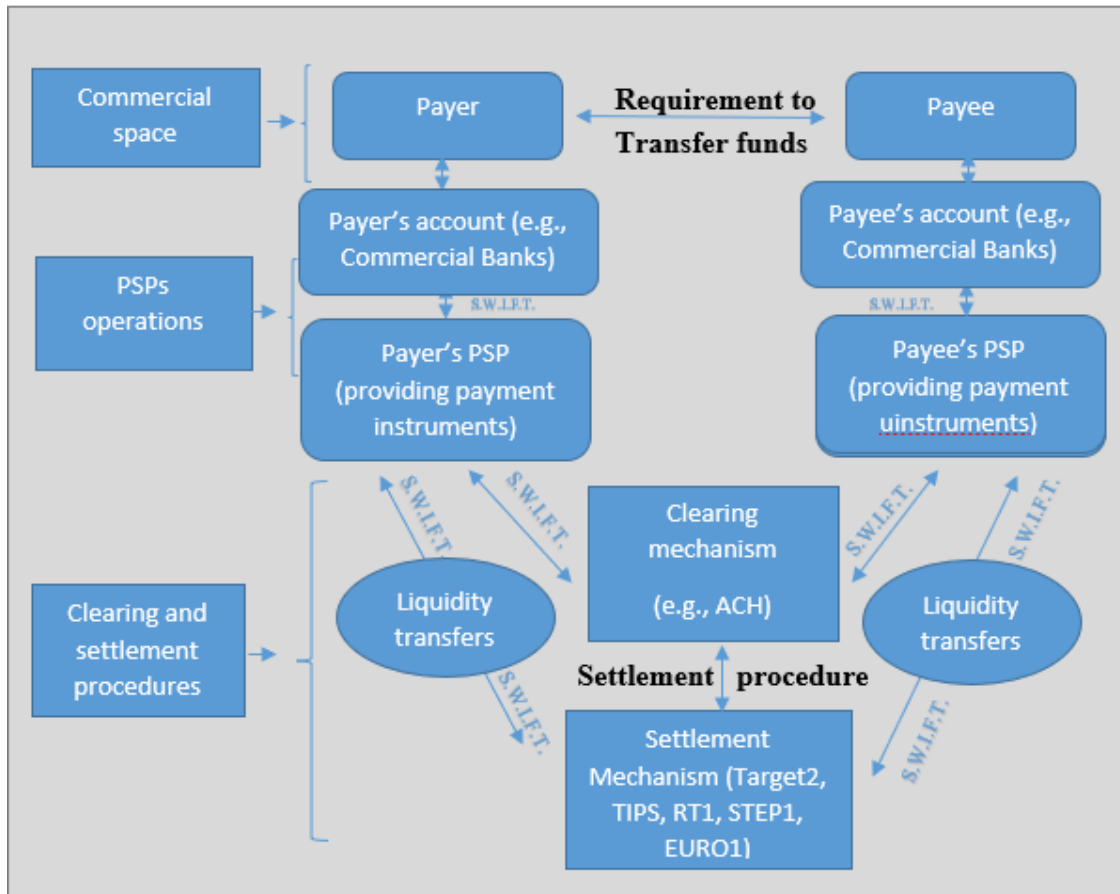 Commercial
space
Payer
Requirement to
Transfer funds
Payee
Payer's account (e.g.,
Commercial Banks)
Payee's account (e.g.,
Commercial Banks)
PSPs
operations
S.W.I.F.T.
S.W.I.F.T.
Payer's PSP
(providing payment
instruments)
Payee's PSP
(providing payment
uinstruments)
S.W.I.F.T.
S.W.I.F.T.
Clearing
mechanism
(e.g., ACH)
S.W.I.F.T.
S.W.I.F.T.
Clearing and
settlement
procedures
Liquidity
transfers
Liquidity
transfers
Settlement procedure
S.W.I.F.T.
S.W.I.F.T.
Settlement
Mechanism (Target2,
TIPS, RT1, STEP1,
EURO1)